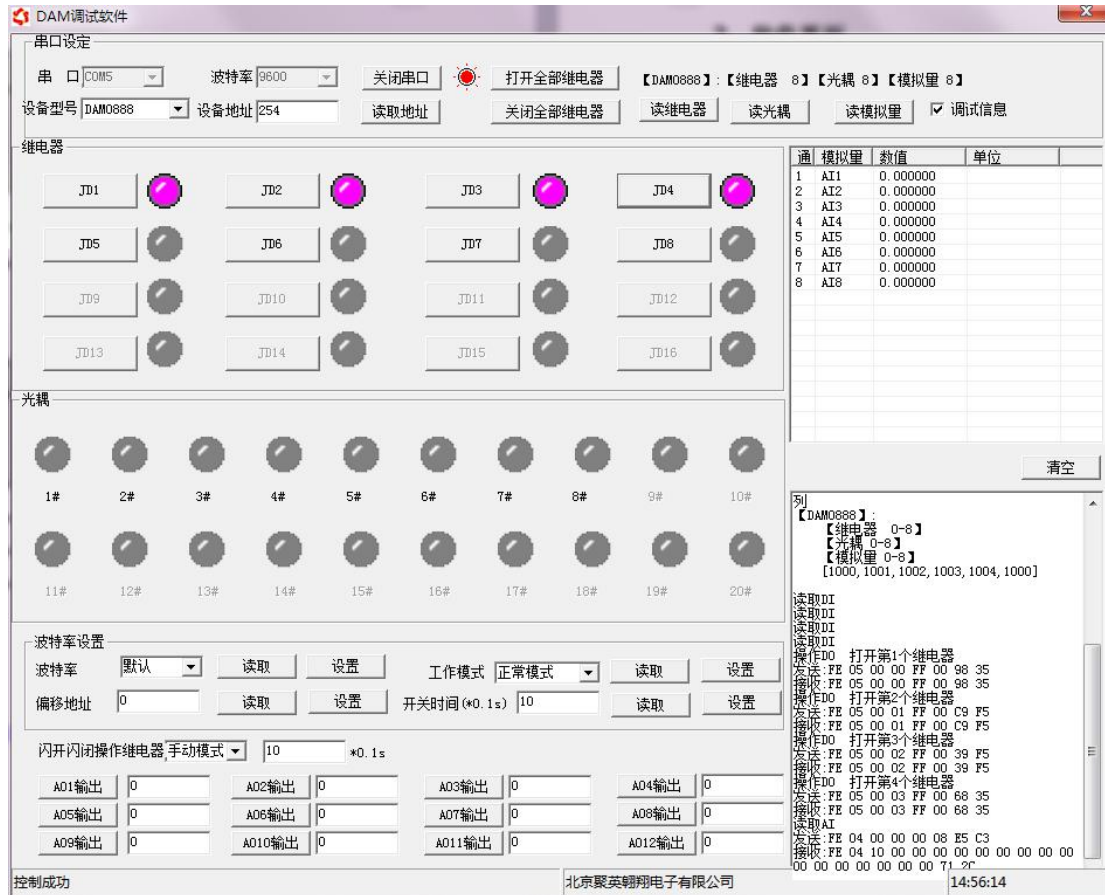 DAM调试软件
串口设定
串 口 COM5 波特率 9600 关闭串口 打开全部继电器 【DAM0888】:【继电器 8】【光耦 8】【模拟量 8】
设备型号 DAM0888 设备地址 254 读取地址 关闭全部继电器 读继电器 读光耦 读模拟量 调试信息
继电器
JD1 JD2 JD3 JD4
JD5 JD6 JD7 JD8
JD9 JD10 JD11 JD12
JD13 JD14 JD15 JD16
通 模拟量 数值 单位
1 AI1 0.000000
2 AI2 0.000000
3 AI3 0.000000
4 AI4 0.000000
5 AI5 0.000000
6 AI6 0.000000
7 AI7 0.000000
8 AI8 0.000000
光耦
1# 2# 3# 4# 5# 6# 7# 8# 9# 10#
11# 12# 13# 14# 15# 16# 17# 18# 19# 20#
清空
列
【DAM0888】:
【继电器 0-8】
【光耦 0-8】
【模拟量 0-8】
[1000,1001,1002,1003,1004,1000]
读取DI
读取DI
读取DI
读取DI
操作DO 打开第1个继电器
发送:FE 05 00 00 FF 00 98 35
接收:FE 05 00 00 FF 00 98 35
操作DO 打开第2个继电器
发送:FE 05 00 01 FF 00 C9 F5
接收:FE 05 00 01 FF 00 C9 F5
操作DO 打开第3个继电器
发送:FE 05 00 02 FF 00 39 F5
接收:FE 05 00 02 FF 00 39 F5
操作DO 打开第4个继电器
发送:FE 05 00 03 FF 00 68 35
接收:FE 05 00 03 FF 00 68 35
读取AI
发送:FE 04 00 00 00 08 E5 C3
接收:FE 04 10 00 00 00 00 00 00 00 00 00
00 00 00 00 00 00 00 71 2C
波特率设置
波特率 默认 读取 设置 工作模式 正常模式 读取 设置
偏移地址 0 读取 设置 开关时间(*0.1s) 10 读取 设置
闪开闪闭操作继电器 手动模式 10 *0.1s
AO1输出 0 AO2输出 0 AO3输出 0 AO4输出 0
AO5输出 0 AO6输出 0 AO7输出 0 AO8输出 0
AO9输出 0 AO10输出 0 AO11输出 0 AO12输出 0
控制成功 北京聚英翱翔电子有限公司 14:56:14